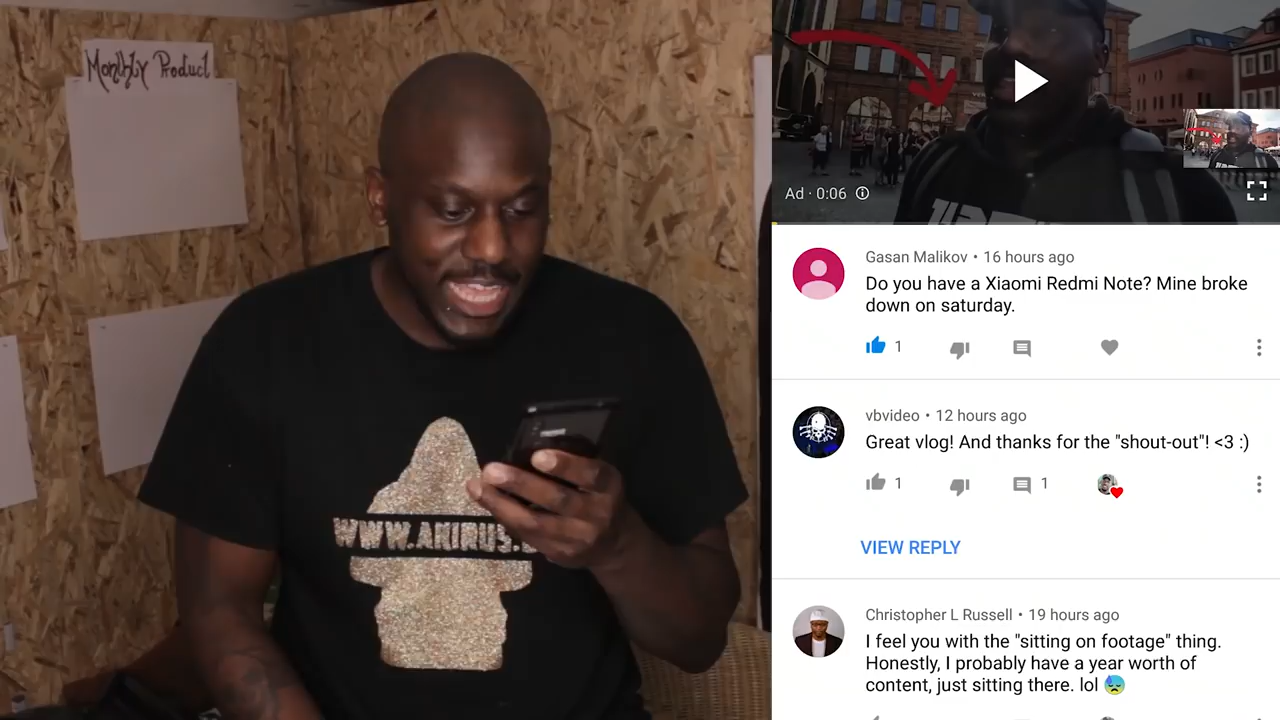 Monthly Product
WWW.AKIRUS.
Ad · 0:06
Gasan Malikov • 16 hours ago
Do you have a Xiaomi Redmi Note? Mine broke
down on saturday.
1
vbvideo • 12 hours ago
Great vlog! And thanks for the "shout-out"! <3 :)
1
1
VIEW REPLY
Christopher L Russell • 19 hours ago
I feel you with the "sitting on footage" thing.
Honestly, I probably have a year worth of
content, just sitting there. lol 😓